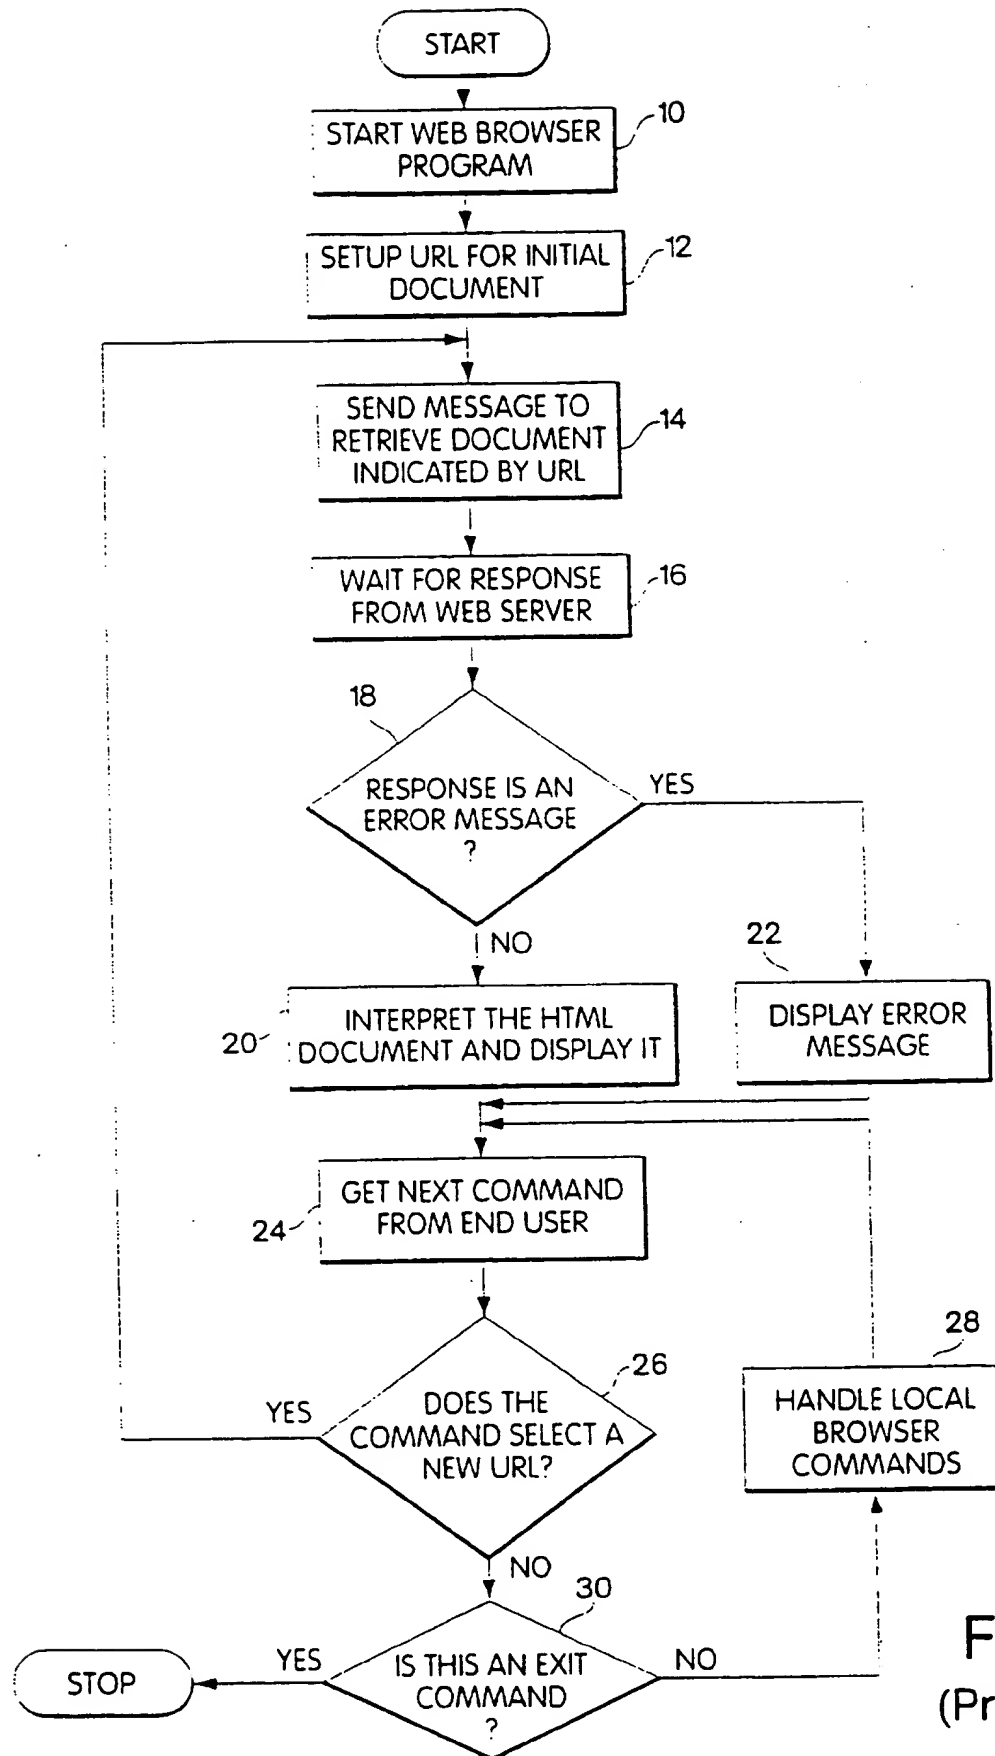 START
START WEB BROWSER
PROGRAM
10
SETUP URL FOR INITIAL
DOCUMENT
12
SEND MESSAGE TO
RETRIEVE DOCUMENT
INDICATED BY URL
14
WAIT FOR RESPONSE
FROM WEB SERVER
16
18
RESPONSE IS AN
ERROR MESSAGE
?
YES
NO
22
20
INTERPRET THE HTML
DOCUMENT AND DISPLAY IT
DISPLAY ERROR
MESSAGE
24
GET NEXT COMMAND
FROM END USER
26
DOES THE
COMMAND SELECT A
NEW URL?
YES
NO
28
HANDLE LOCAL
BROWSER
COMMANDS
30
IS THIS AN EXIT
COMMAND
?
YES
NO
STOP
F
(Pr